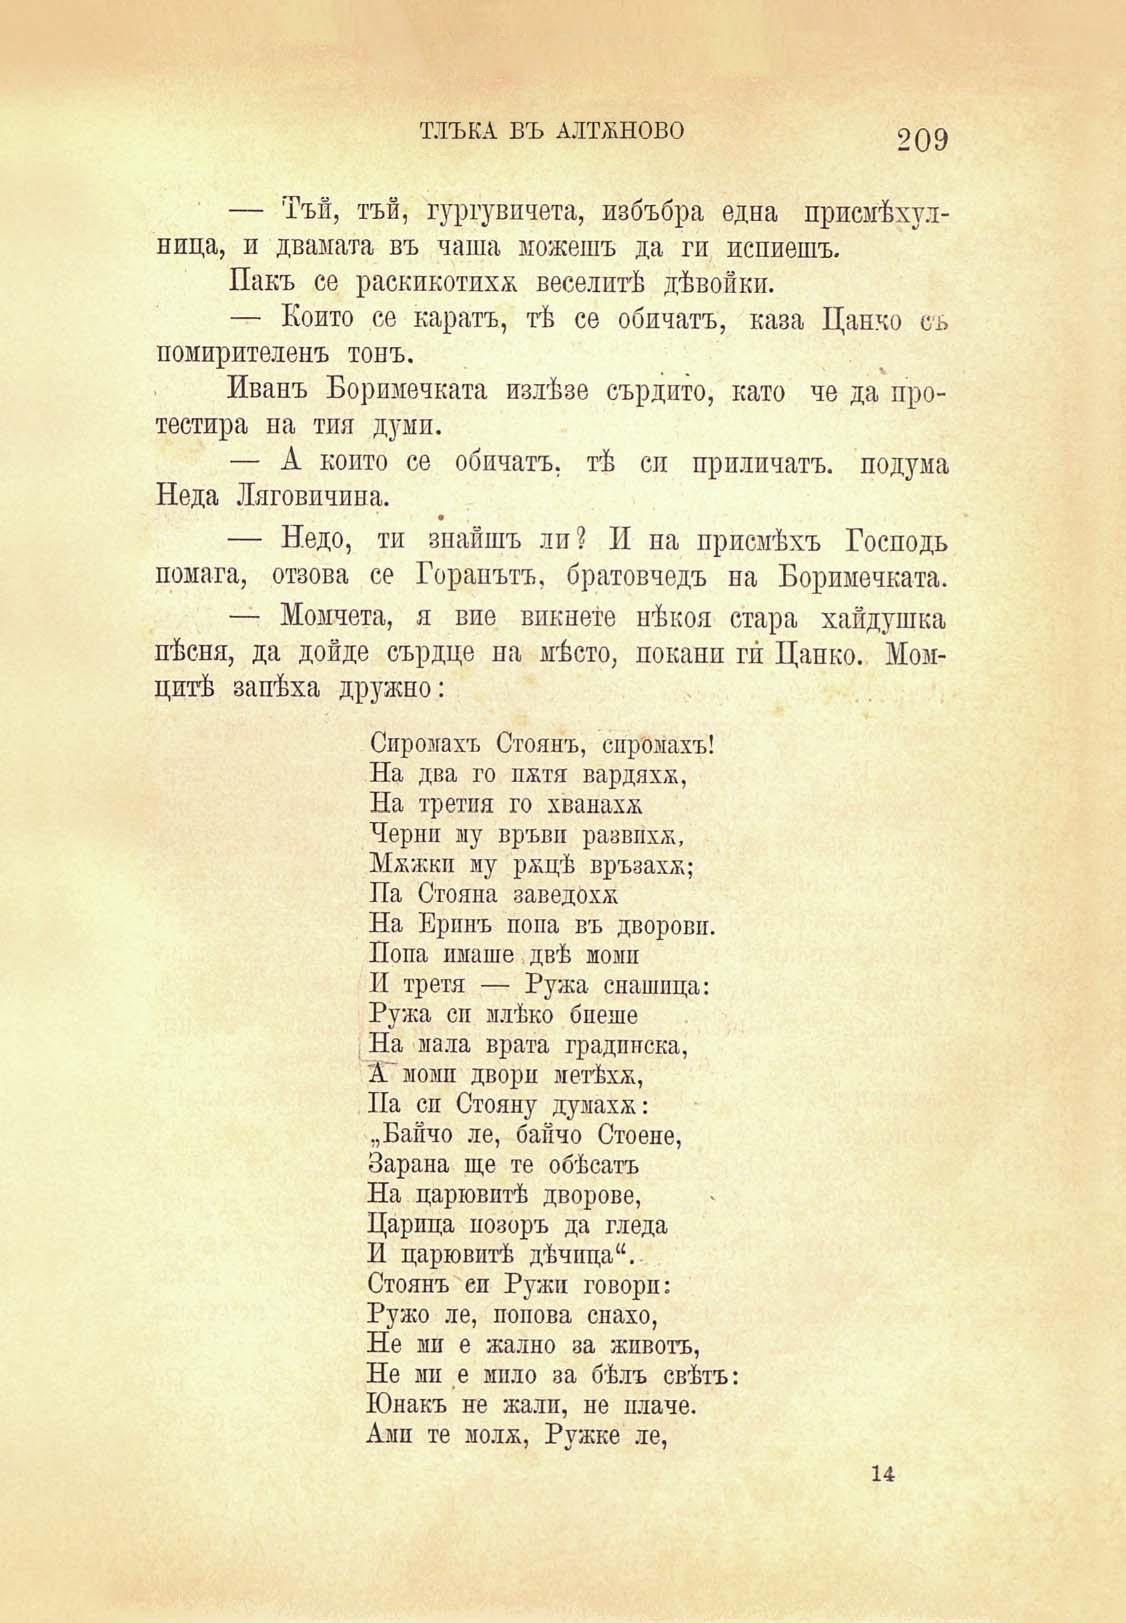 ТЛѢКА ВЪ АЛТѪНОВО
209
— Тъй, тъй, гургувичета, избъбра една присмѣхул-
ница, и двамата въ чаша можешъ да ги испиешъ.
Пакъ се раскикотихѫ веселитѣ дѣвойки.
— Които се каратъ, тѣ се обичатъ, каза Цанко съ
помирителенъ тонъ.
Иванъ Боримечката излѣзе сърдито, като че да про-
тестира на тия думи.
— А които се обичатъ, тѣ си приличатъ. подума
Неда Ляговичина.
— Недо, ти знайшъ ли? И на присмѣхъ Господь
помага, отзова се Горанътъ, братовчедъ на Боримечката.
— Момчета, я вие викнете нѣкоя стара хайдушка
пѣсня, да дойде сърдце на мѣсто, покани ги Цанко. Мом-
цитѣ запѣха дружно:
Сиромахъ Стоянъ, сиромахъ!
На два го пѫтя вардяхѫ,
На третия го хванахѫ
Черни му връви развихѫ,
Мѫжки му рѫцѣ връзахѫ;
Па Стояна заведохѫ
На Еринъ попа въ дворови.
Попа имаше двѣ моми
И третя — Ружа снашица:
Ружа си млѣко биеше
На мала врата градинска,
А моми двори метѣхѫ,
Па си Стояну думахѫ:
„Байчо ле, байчо Стоене,
Зарана ще те обѣсатъ
На царювитѣ дворове,
Царица позоръ да гледа
И царювитѣ дѣчица“.
Стоянъ си Ружи говори:
Ружо ле, попова снахо,
Не ми е жално за животъ,
Не ми е мило за бѣлъ свѣтъ:
Юнакъ не жали, не плаче.
Ами те молѫ, Ружке ле,
14